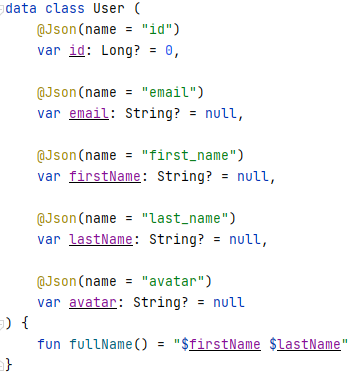 data class User (
@Json(name = "id")
var id: Long? = 0,
@Json(name = "email")
var email: String? = null,
@Json(name = "first_name")
var firstName: String? = null,
@Json(name = "last_name")
var lastName: String? = null,
@Json(name = "avatar")
var avatar: String? = null
) {
fun fullName() = "$firstName $lastName"
}